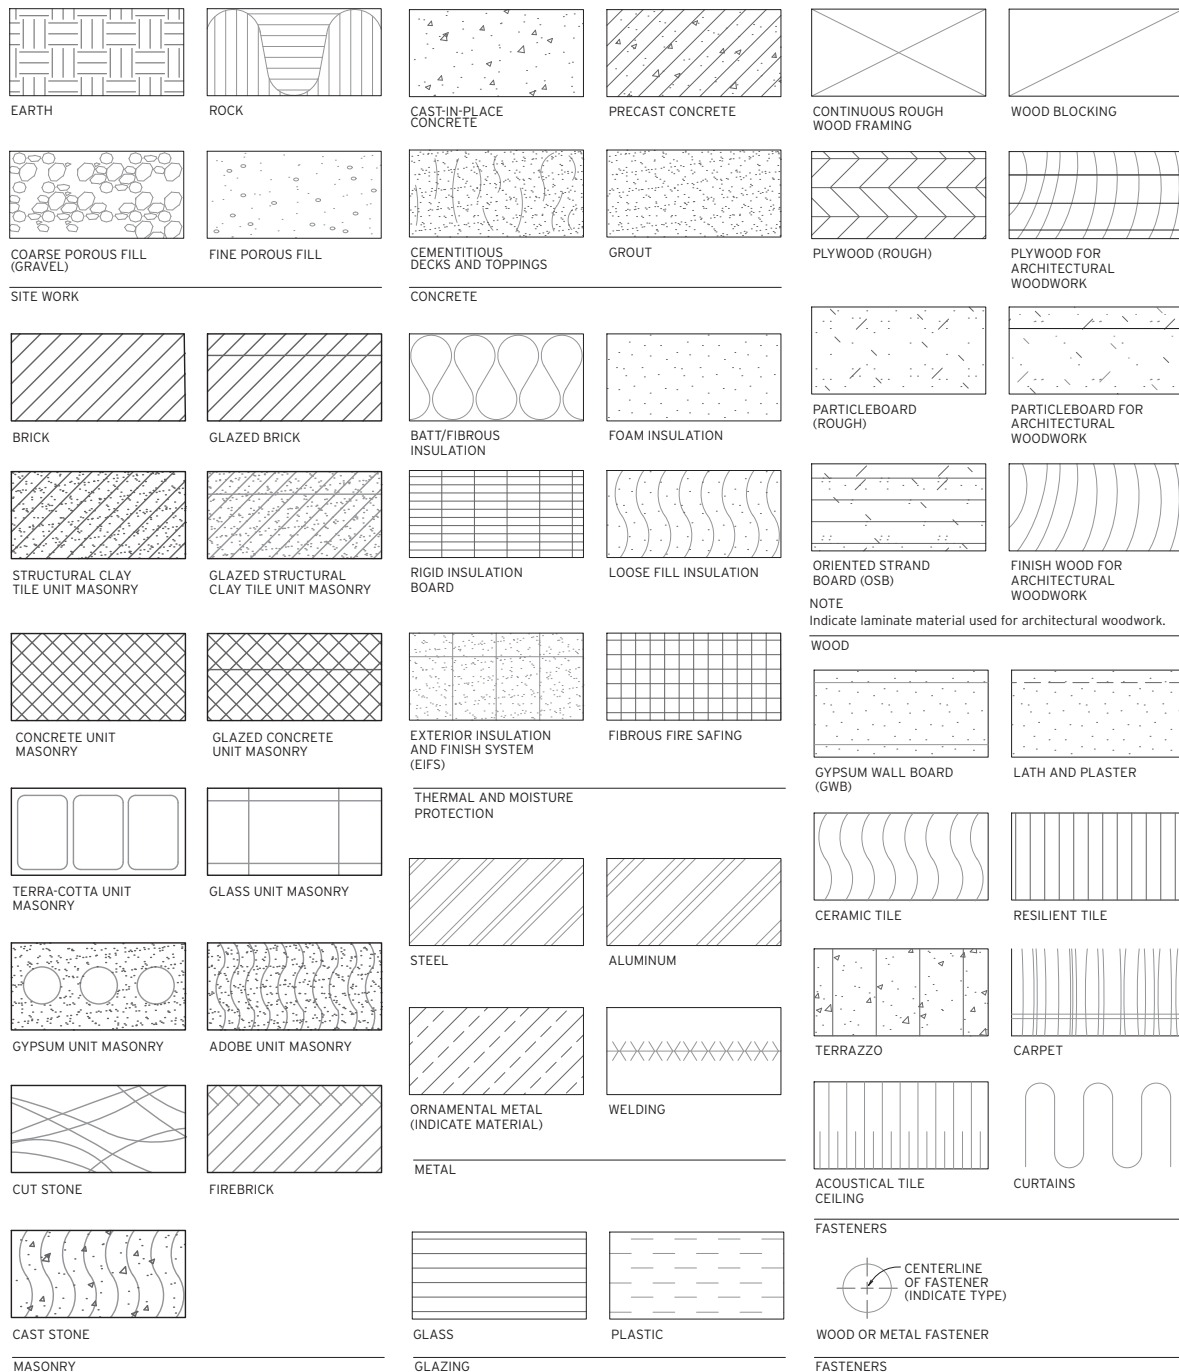 EARTH
ROCK
COARSE POROUS FILL
(GRAVEL)
FINE POROUS FILL
SITE WORK
BRICK
GLAZED BRICK
STRUCTURAL CLAY
TILE UNIT MASONRY
GLAZED STRUCTURAL
CLAY TILE UNIT MASONRY
CONCRETE UNIT
MASONRY
GLAZED CONCRETE
UNIT MASONRY
TERRA-COTTA UNIT
MASONRY
GLASS UNIT MASONRY
GYPSUM UNIT MASONRY
ADOBE UNIT MASONRY
CUT STONE
FIREBRICK
CAST STONE
MASONRY
CAST-IN-PLACE
CONCRETE
PRECAST CONCRETE
CEMENTITIOUS
DECKS AND TOPPINGS
GROUT
CONCRETE
BATT/FIBROUS
INSULATION
FOAM INSULATION
RIGID INSULATION
BOARD
LOOSE FILL INSULATION
EXTERIOR INSULATION
AND FINISH SYSTEM
(EIFS)
FIBROUS FIRE SAFING
THERMAL AND MOISTURE
PROTECTION
STEEL
ALUMINUM
ORNAMENTAL METAL
(INDICATE MATERIAL)
WELDING
METAL
GLASS
PLASTIC
GLAZING
CONTINUOUS ROUGH
WOOD FRAMING
WOOD BLOCKING
PLYWOOD (ROUGH)
PLYWOOD FOR
ARCHITECTURAL
WOODWORK
PARTICLEBOARD
(ROUGH)
PARTICLEBOARD FOR
ARCHITECTURAL
WOODWORK
ORIENTED STRAND
BOARD (OSB)
FINISH WOOD FOR
ARCHITECTURAL
WOODWORK
NOTE
Indicate laminate material used for architectural woodwork.
WOOD
GYPSUM WALL BOARD
(GWB)
LATH AND PLASTER
CERAMIC TILE
RESILIENT TILE
TERRAZZO
CARPET
ACOUSTICAL TILE
CEILING
CURTAINS
FASTENERS
CENTERLINE
OF FASTENER
(INDICATE TYPE)
WOOD OR METAL FASTENER
FASTENERS